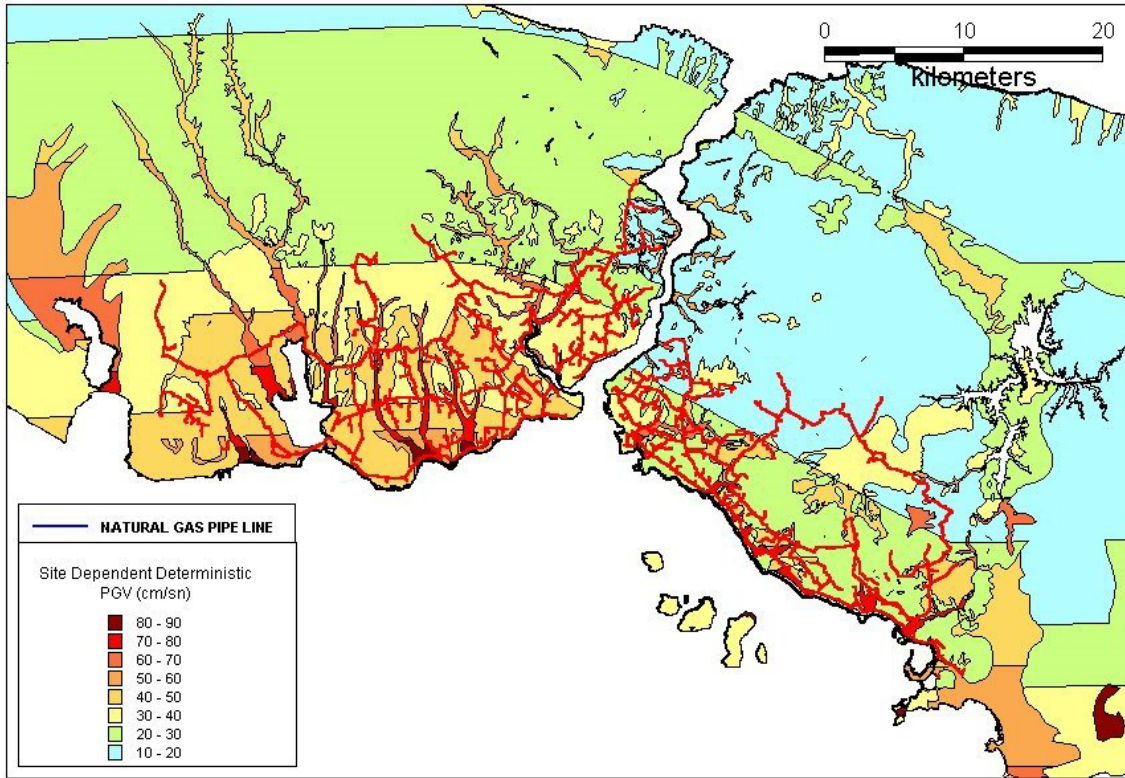 0 10 20
kilometers
NATURAL GAS PIPE LINE
Site Dependent Deterministic
PGV (cm/sn)
80 - 90
70 - 80
60 - 70
50 - 60
40 - 50
30 - 40
20 - 30
10 - 20